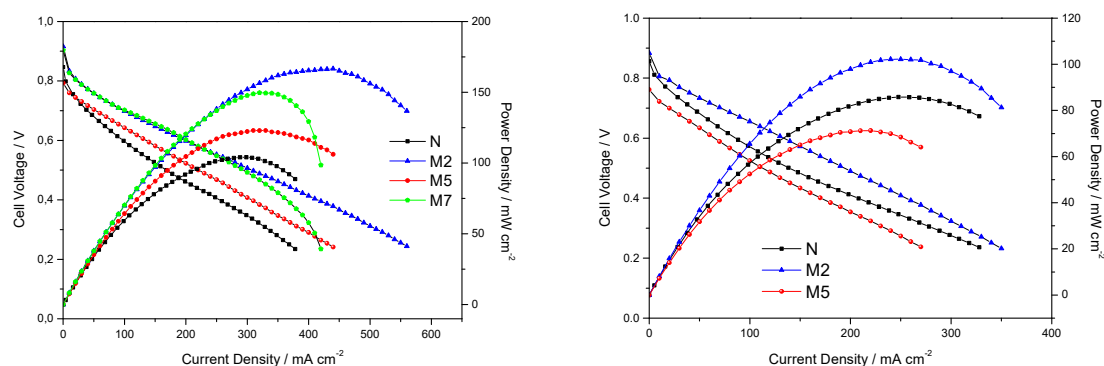 1,0
0,8
0,6
0,4
0,2
0,0
Cell Voltage / V
0
100
200
300
400
500
600
Current Density / mA cm-2
200
150
100
50
0
Power Density / mW cm-2
N
M2
M5
M7
1.0
0.8
0.6
0.4
0.2
0.0
Cell Voltage / V
0
100
200
300
400
Current Density / mA cm-2
120
100
80
60
40
20
0
Power Density / mW cm-2
N
M2
M5